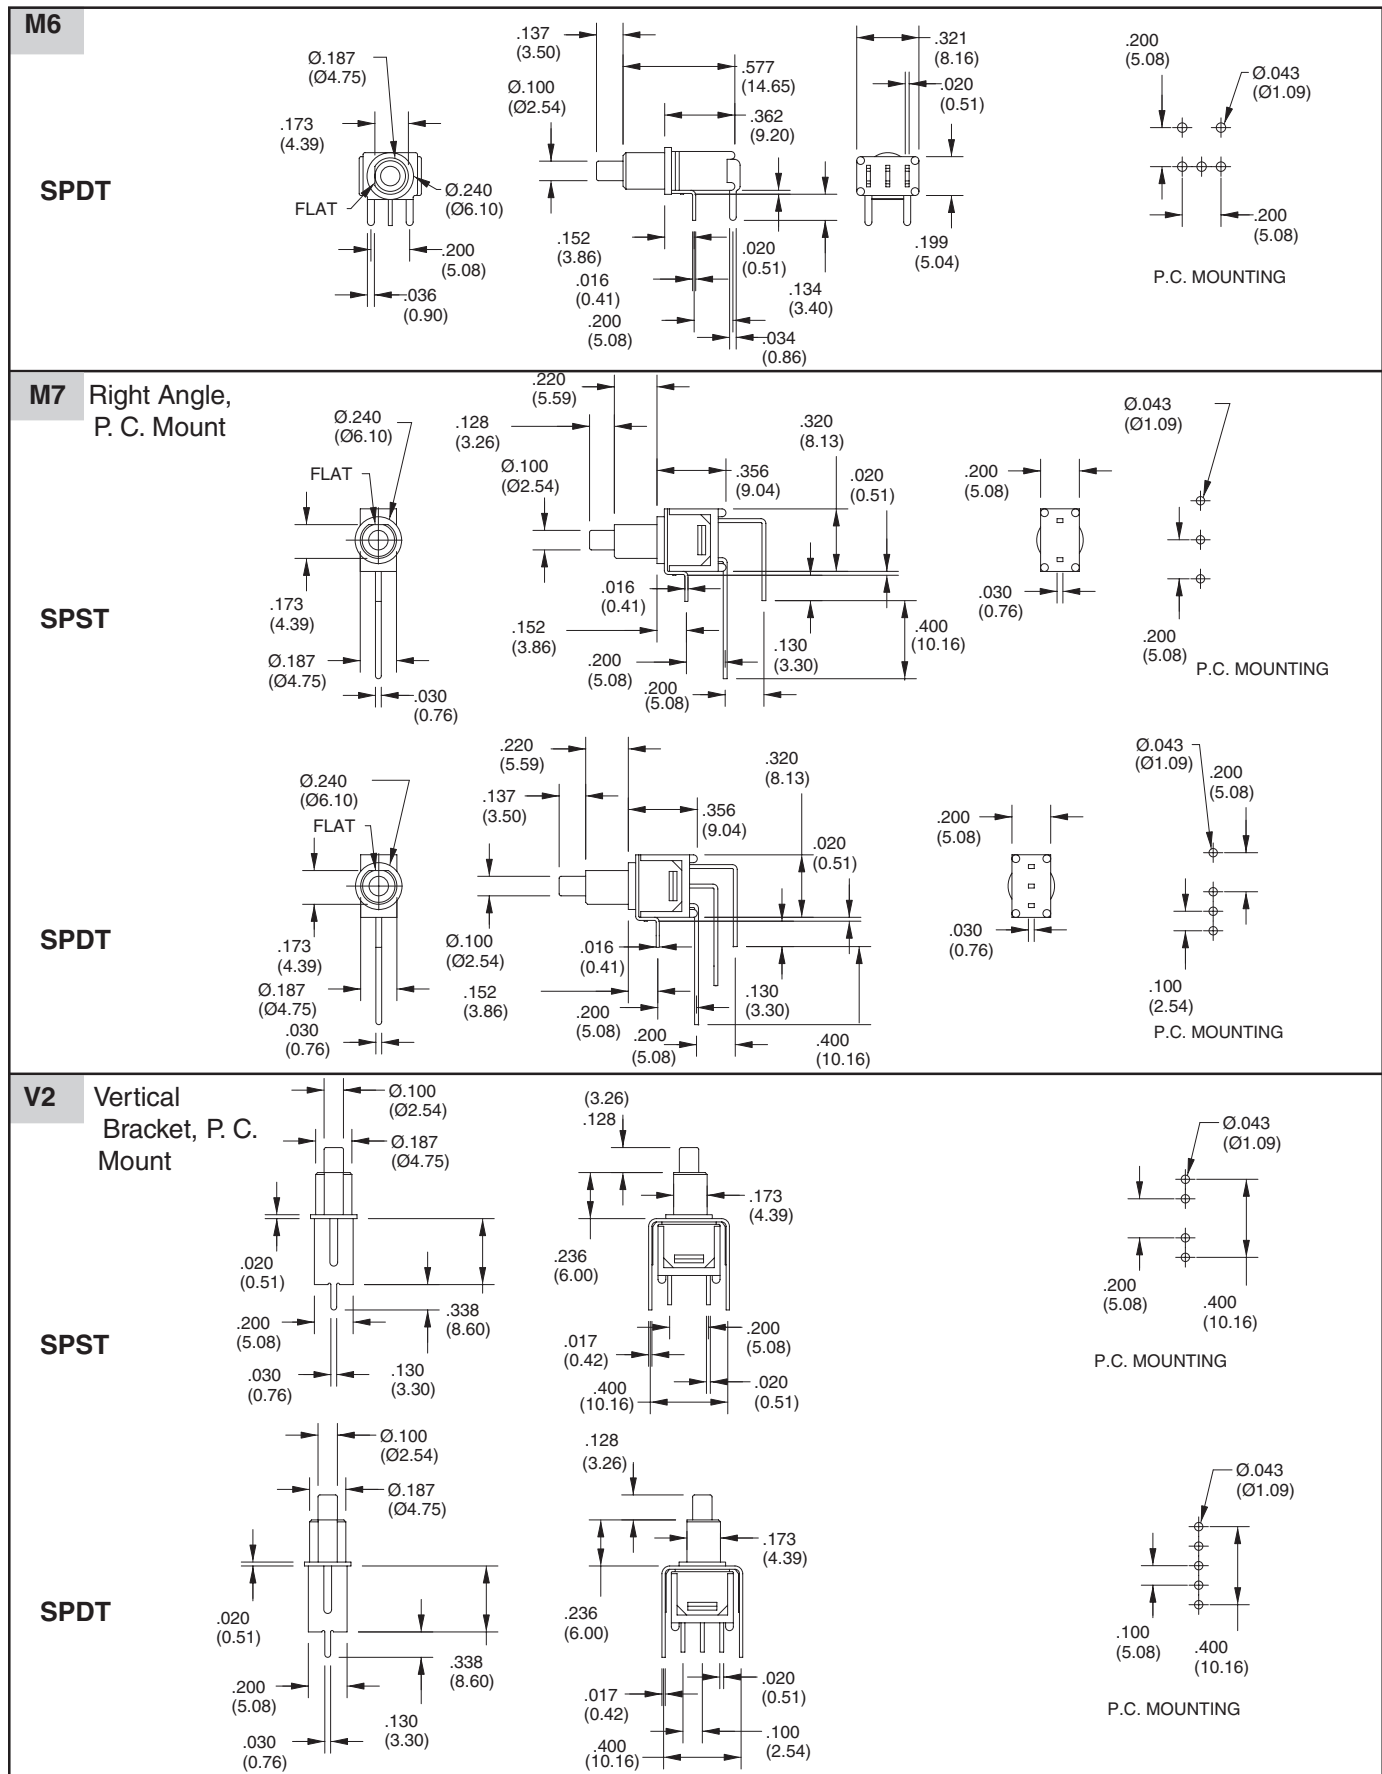 M6
SPDT
Ø.187
(Ø4.75)
.173
(4.39)
FLAT
Ø.240
(Ø6.10)
.200
(5.08)
.036
(0.90)
.137
(3.50)
Ø.100
(Ø2.54)
.577
(14.65)
.362
(9.20)
.152
(3.86)
.016
(0.41)
.200
(5.08)
.020
(0.51)
.134
(3.40)
.034
(0.86)
.321
(8.16)
.020
(0.51)
.199
(5.04)
.200
(5.08)
Ø.043
(Ø1.09)
.200
(5.08)
P.C. MOUNTING
M7 Right Angle,
P. C. Mount
SPST
Ø.240
(Ø6.10)
FLAT
.173
(4.39)
Ø.187
(Ø4.75)
.030
(0.76)
.220
(5.59)
.128
(3.26)
Ø.100
(Ø2.54)
.356
(9.04)
.320
(8.13)
.020
(0.51)
.016
(0.41)
.152
(3.86)
.200
(5.08)
.200
(5.08)
.130
(3.30)
.400
(10.16)
.200
(5.08)
.030
(0.76)
Ø.043
(Ø1.09)
.200
(5.08)
P.C. MOUNTING
SPDT
Ø.240
(Ø6.10)
FLAT
.173
(4.39)
Ø.187
(Ø4.75)
.030
(0.76)
.220
(5.59)
.137
(3.50)
.356
(9.04)
.320
(8.13)
.020
(0.51)
Ø.100
(Ø2.54)
.016
(0.41)
.152
(3.86)
.200
(5.08)
.200
(5.08)
.130
(3.30)
.400
(10.16)
.200
(5.08)
.030
(0.76)
Ø.043
(Ø1.09)
.200
(5.08)
.100
(2.54)
P.C. MOUNTING
V2 Vertical
Bracket, P. C.
Mount
SPST
Ø.100
(Ø2.54)
Ø.187
(Ø4.75)
.020
(0.51)
.200
(5.08)
.030
(0.76)
.338
(8.60)
.130
(3.30)
(3.26)
.128
.173
(4.39)
.236
(6.00)
.017
(0.42)
.200
(5.08)
.400
(10.16)
.020
(0.51)
Ø.043
(Ø1.09)
.200
(5.08)
.400
(10.16)
P.C. MOUNTING
SPDT
Ø.100
(Ø2.54)
Ø.187
(Ø4.75)
.020
(0.51)
.200
(5.08)
.030
(0.76)
.338
(8.60)
.130
(3.30)
.128
(3.26)
.173
(4.39)
.236
(6.00)
.017
(0.42)
.020
(0.51)
.100
(2.54)
.400
(10.16)
Ø.043
(Ø1.09)
.100
(5.08)
.400
(10.16)
P.C. MOUNTING